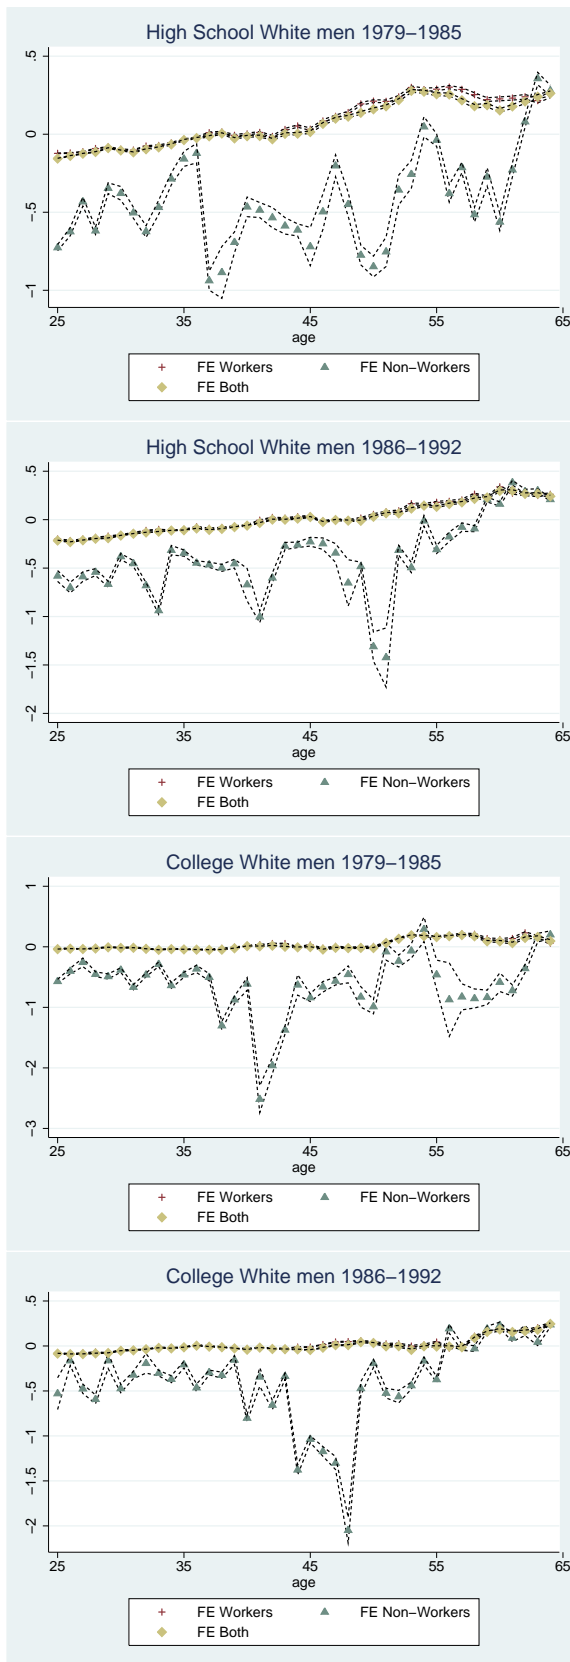 High School White men 1979−1985
.5
0
−.5
−1
25 35 45 55 65
age
FE Workers FE Non−Workers
FE Both
High School White men 1986−1992
.5
0
−.5
−1
−1.5
−2
25 35 45 55 65
age
FE Workers FE Non−Workers
FE Both
College White men 1979−1985
1
0
−1
−2
−3
25 35 45 55 65
age
FE Workers FE Non−Workers
FE Both
College White men 1986−1992
.5
0
−.5
−1
−1.5
−2
25 35 45 55 65
age
FE Workers FE Non−Workers
FE Both